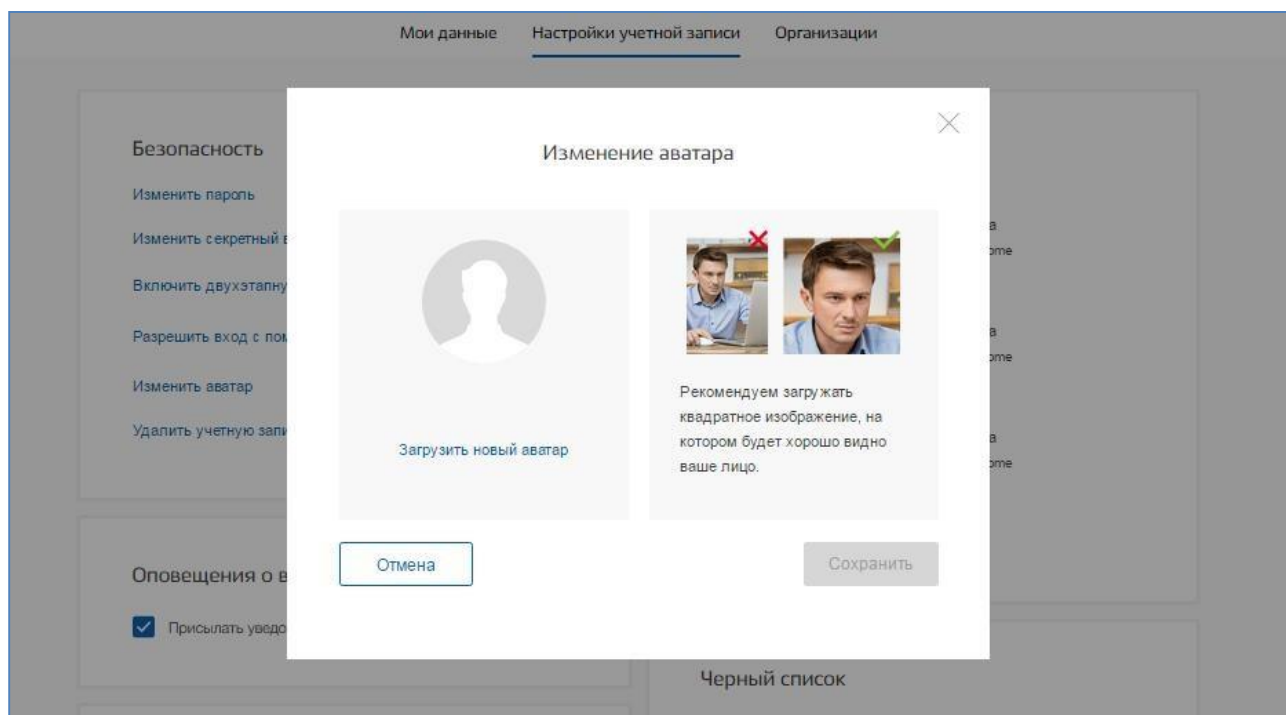 Мои данные Настройки учетной записи Организации
Изменение аватара
Безопасность
Изменить пароль
Изменить секретный в
Включить двухэтапну
Разрешить вход с пом
Изменить аватар
Удалить учетную запи
Загрузить новый аватар
Рекомендуем загружать
квадратное изображение, на
котором будет хорошо видно
ваше лицо.
Отмена Сохранить
Оповещения о в
Присылать уведо
Черный список